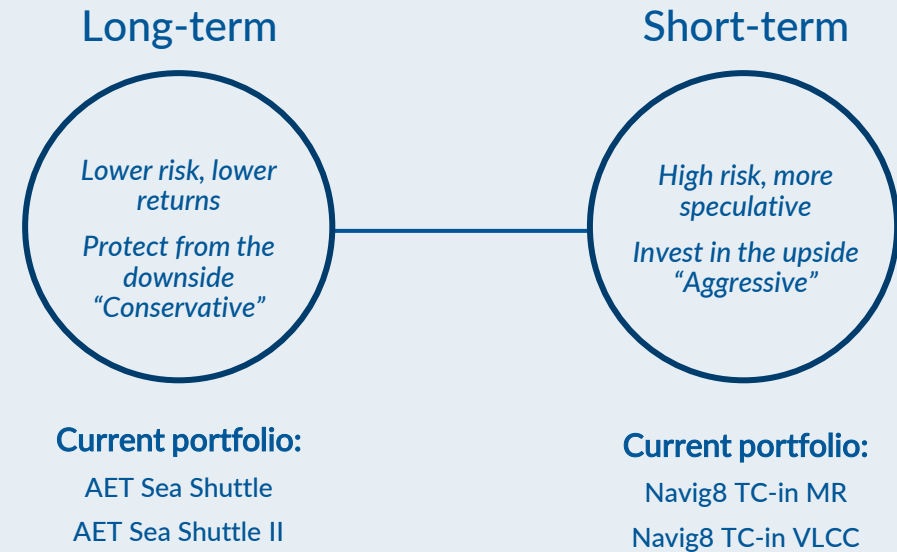 Long-term
Lower risk, lower
returns
Protect from the
downside
“Conservative”
Current portfolio:
AET Sea Shuttle
AET Sea Shuttle II
Short-term
High risk, more
speculative
Invest in the upside
“Aggressive”
Current portfolio:
Navig8 TC-in MR
Navig8 TC-in VLCC